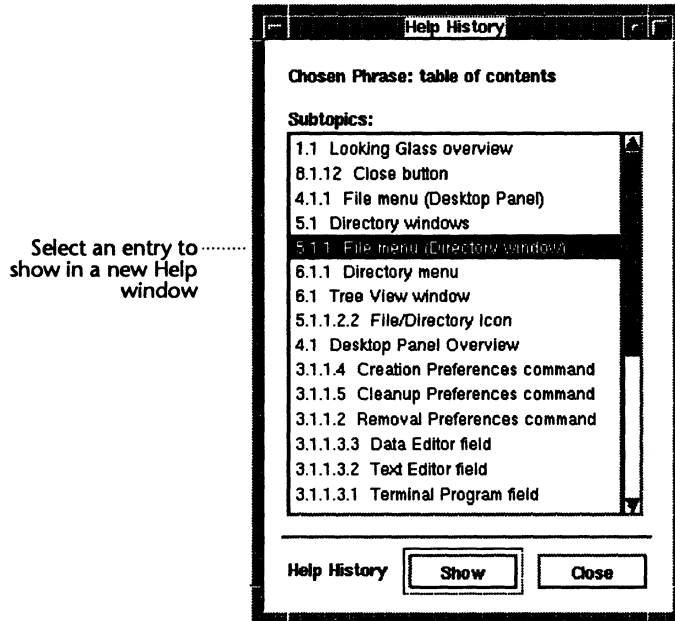 Help History
Chosen Phrase: table of contents
Subtopics:
1.1 Looking Glass overview
8.1.12 Close button
4.1.1 File menu (Desktop Panel)
5.1 Directory windows
5.1.1 File menu (Directory window)
6.1.1 Directory menu
6.1 Tree View window
5.1.1.2.2 File/Directory Icon
4.1 Desktop Panel Overview
3.1.1.4 Creation Preferences command
3.1.1.5 Cleanup Preferences command
3.1.1.2 Removal Preferences command
3.1.1.3.3 Data Editor field
3.1.1.3.2 Text Editor field
3.1.1.3.1 Terminal Program field
Select an entry to
show in a new Help
window
Help History Show Close